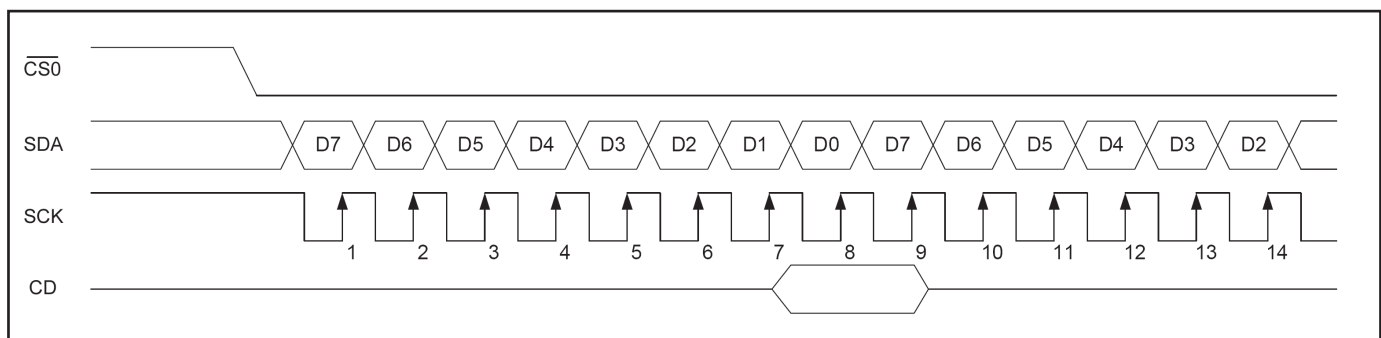 CS0
SDA D7 D6 D5 D4 D3 D2 D1 D0 D7 D6 D5 D4 D3 D2
SCK
1 2 3 4 5 6 7 8 9 10 11 12 13 14
CD